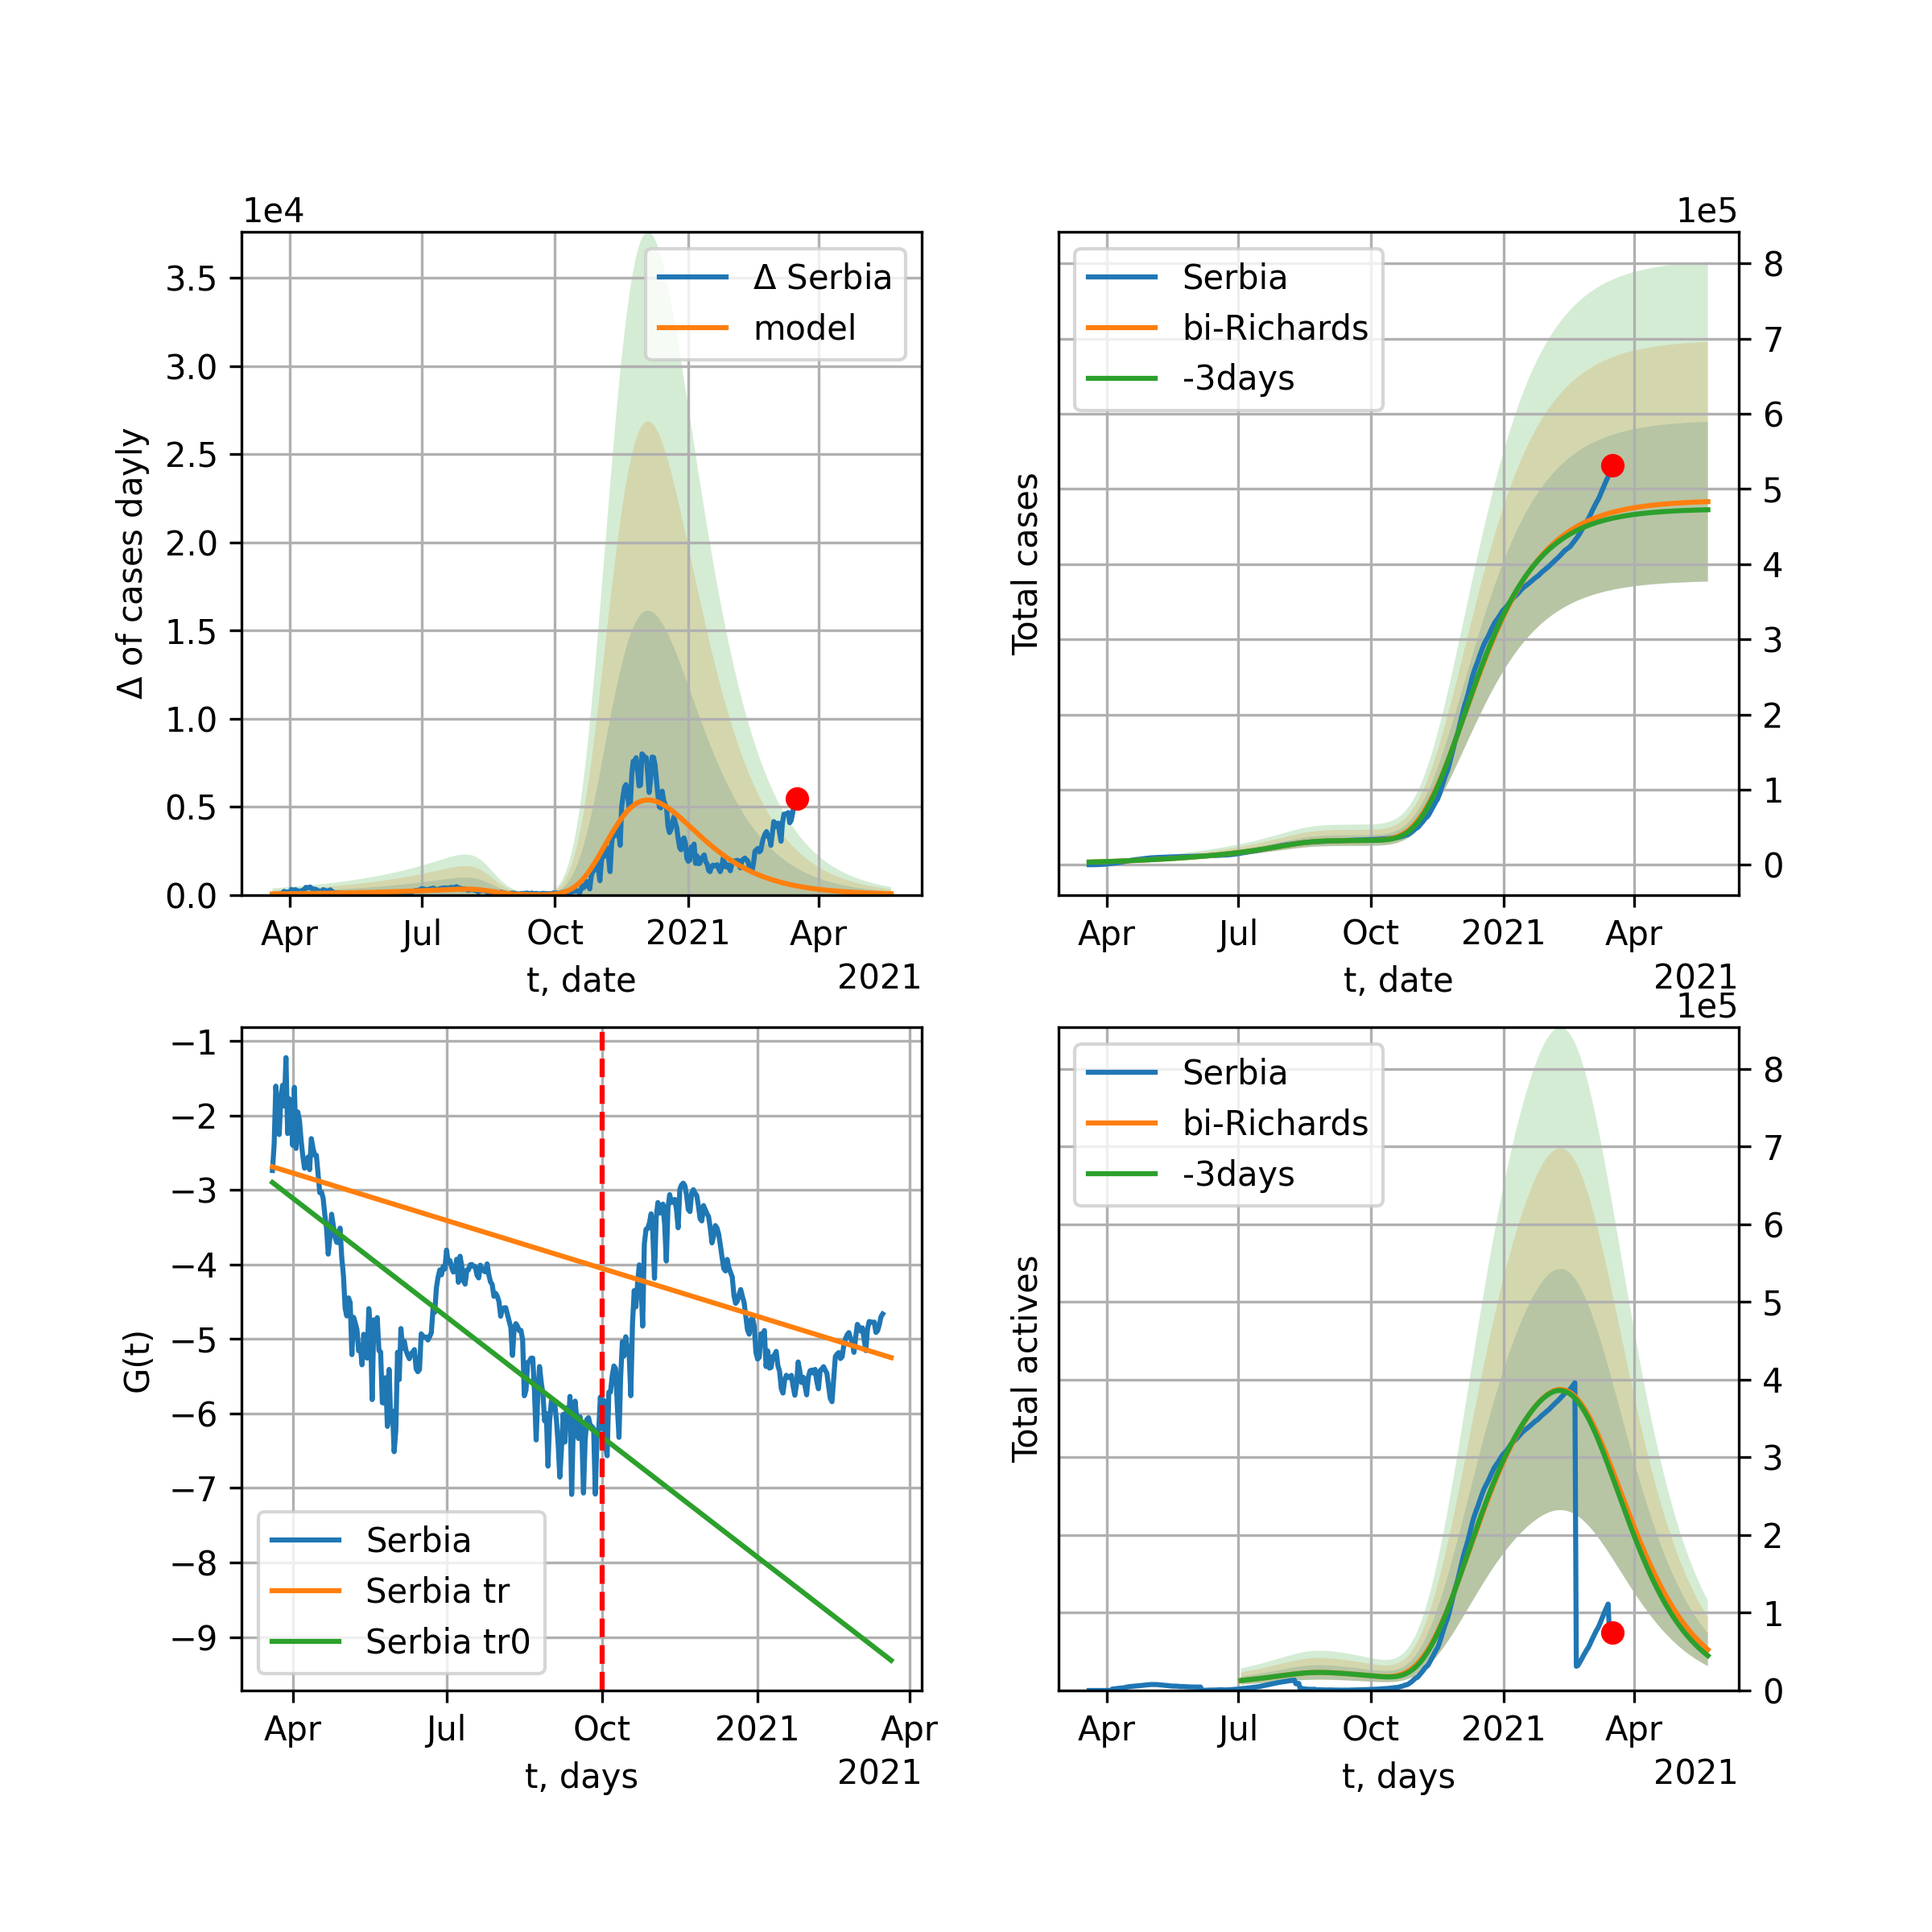 1e4
Δ of cases dayly
3.5
3.0
2.5
2.0
1.5
1.0
0.5
0.0
Δ Serbia
model
Apr Jul Oct 2021 Apr
t, date
2021
1e5
Total cases
Serbia
bi-Richards
-3days
8
7
6
5
4
3
2
1
0
Apr Jul Oct 2021 Apr
t, date
2021
G(t)
−1
−2
−3
−4
−5
−6
−7
−8
−9
Serbia
Serbia tr
Serbia tr0
Apr Jul Oct 2021 Apr
t, days
2021
1e5
Total actives
Serbia
bi-Richards
-3days
8
7
6
5
4
3
2
1
0
Apr Jul Oct 2021 Apr
t, days
2021